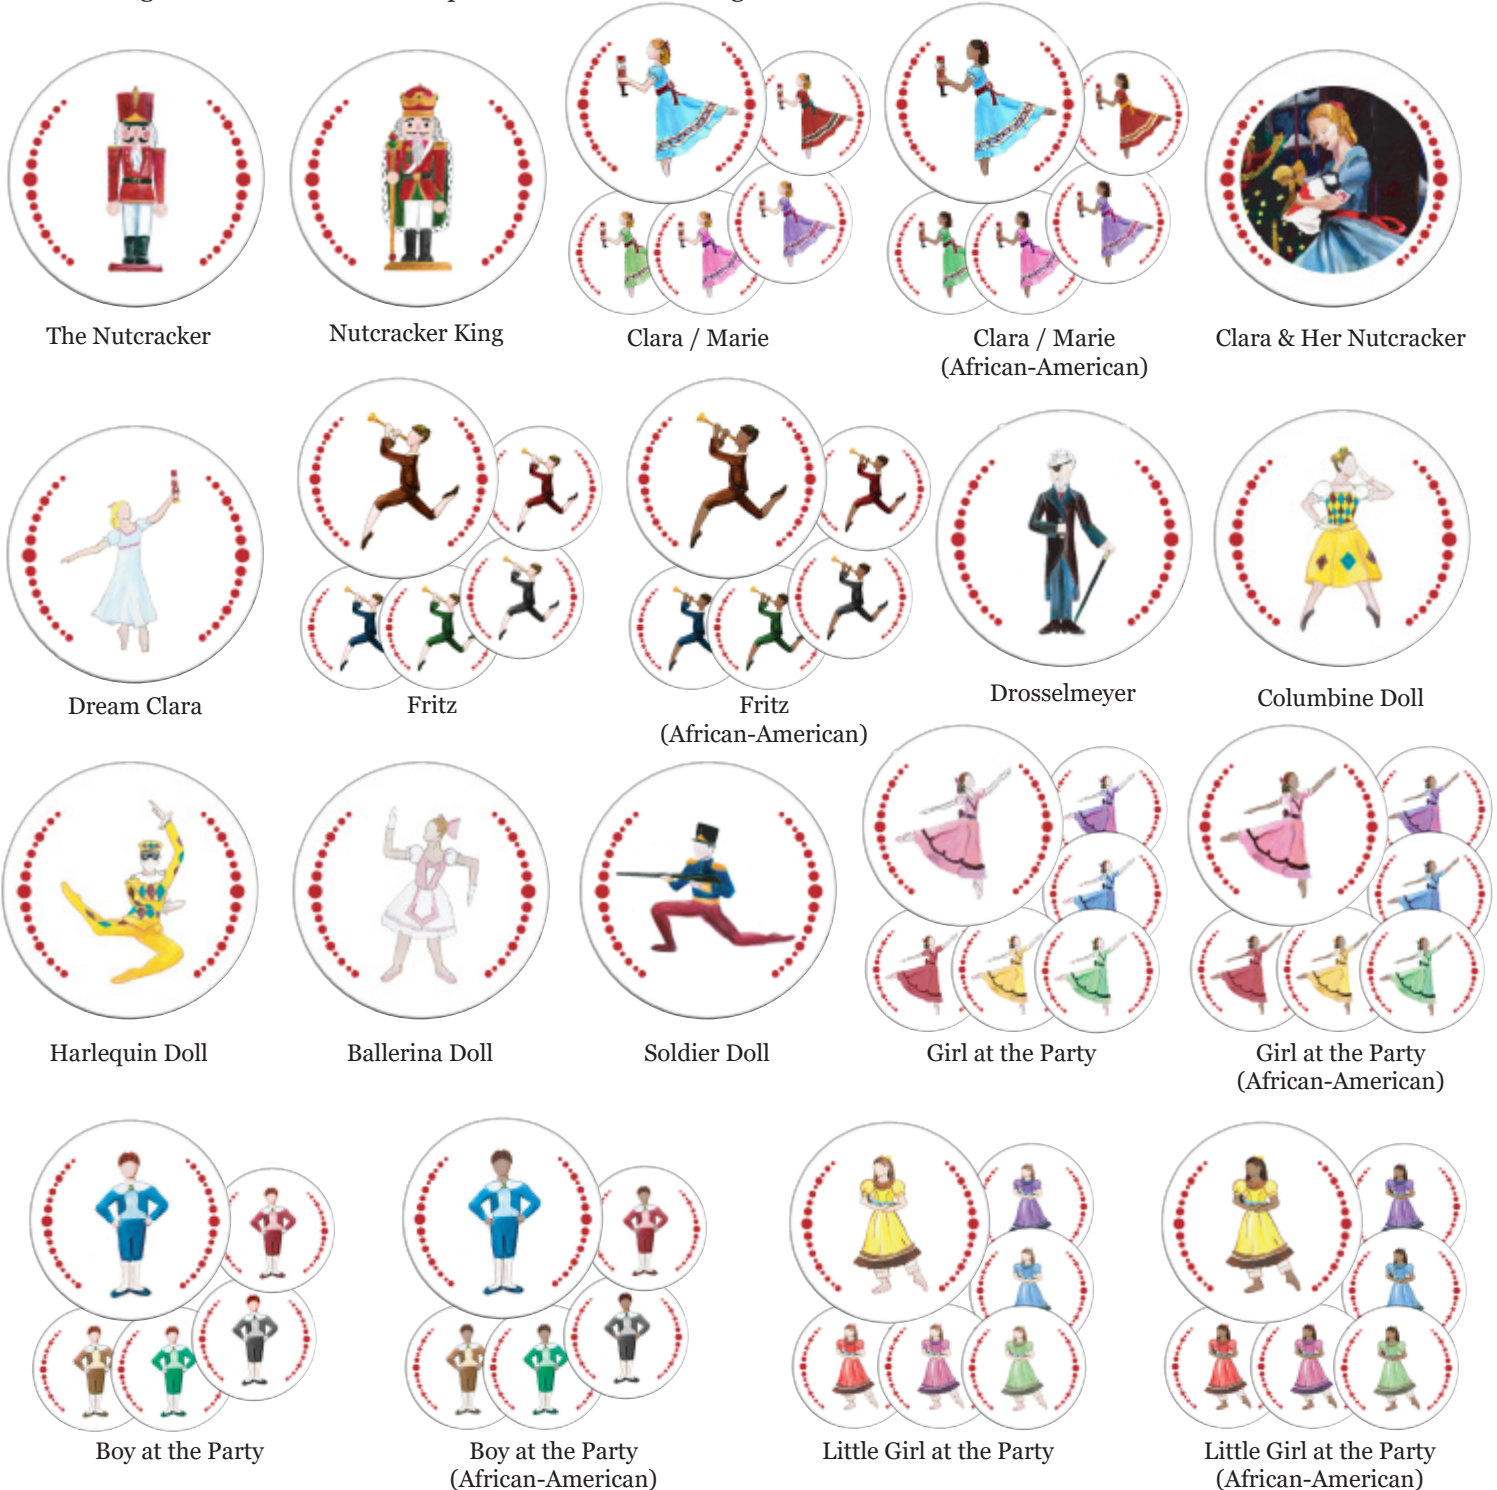 The Nutcracker
Nutcracker King
Clara / Marie
Clara / Marie
(African-American)
Clara & Her Nutcracker
Dream Clara
Fritz
Fritz
(African-American)
Drosselmeyer
Columbine Doll
Harlequin Doll
Ballerina Doll
Soldier Doll
Girl at the Party
Girl at the Party
(African-American)
Boy at the Party
Boy at the Party
(African-American)
Little Girl at the Party
Little Girl at the Party
(African-American)